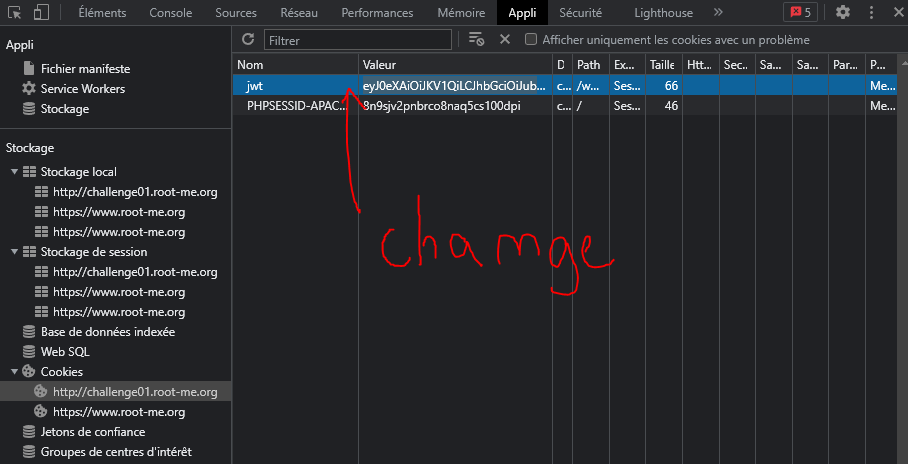 Éléments Console Sources Réseau Performances Mémoire Appli Sécurité Lighthouse » 5
Appli
Fichier manifeste
Service Workers
Stockage
Stockage
Stockage local
http://challenge01.root-me.org
https://www.root-me.org
https://www.root-me.org
Stockage de session
http://challenge01.root-me.org
https://www.root-me.org
https://www.root-me.org
Base de données indexée
Web SQL
Cookies
http://challenge01.root-me.org
https://www.root-me.org
Jetons de confiance
Groupes de centres d'intérêt
Filtrer Afficher uniquement les cookies avec un problème
Nom Valeur D Path Ex... Taille Htt... Sec... Sa... Sa... Par... P...
jwt eyJ0eXAiOiJKV1QiLCJhbGciOiJub... c... /w... Ses... 66 Me...
PHPSESSID-APAC... 8n9sjv2pnbrco8naq5cs100dpi c... / Ses... 46 Me...
change